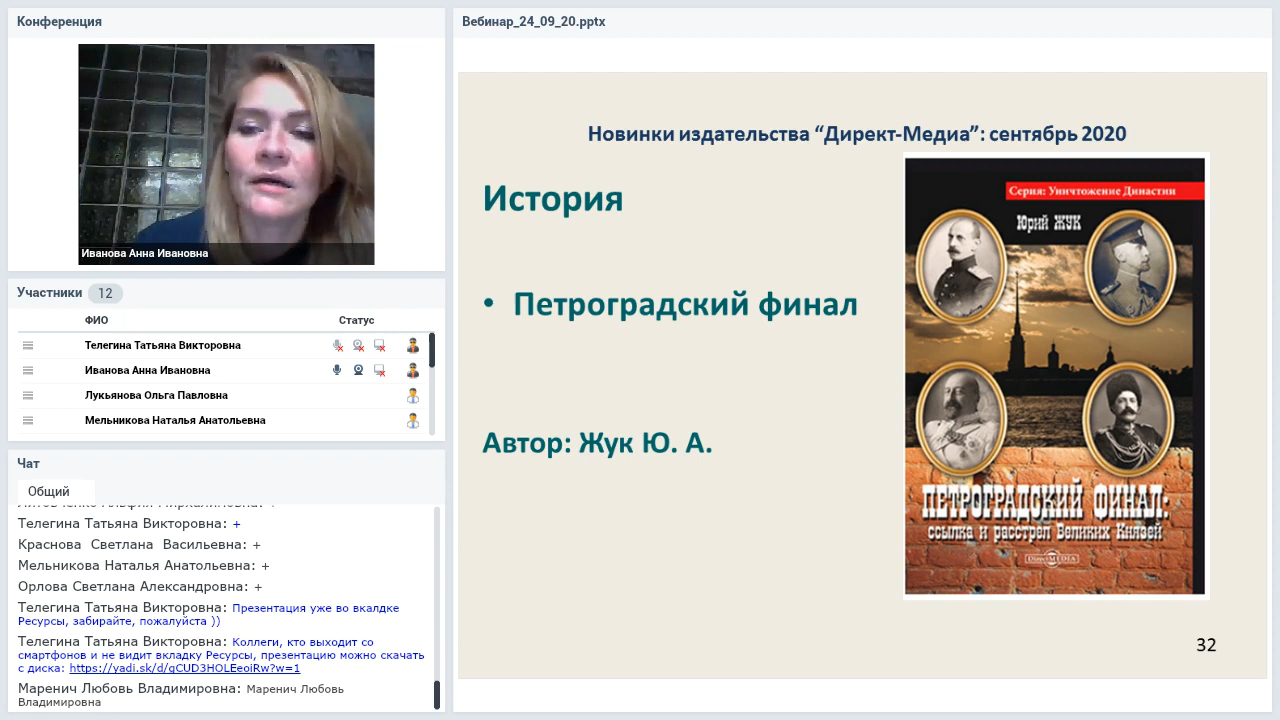 Конференция
Иванова Анна Ивановна
Участники 12
ФИО Статус
Телегина Татьяна Викторовна
Иванова Анна Ивановна
Лукьянова Ольга Павловна
Мельникова Наталья Анатольевна
Чат
Общий
Телегина Татьяна Викторовна: +
Краснова Светлана Васильевна: +
Мельникова Наталья Анатольевна: +
Орлова Светлана Александровна: +
Телегина Татьяна Викторовна: Презентация уже во вкалдке
Ресурсы, забирайте, пожалуйста ))
Телегина Татьяна Викторовна: Коллеги, кто выходит со
смартфонов и не видит вкладку Ресурсы, презентацию можно скачать
с диска: https://yadi.sk/d/gCUD3HOLEeoiRw?w=1
Маренич Любовь Владимировна: Маренич Любовь
Владимировна
Вебинар_24_09_20.pptx
Новинки издательства “Директ-Медиа”: сентябрь 2020
История
• Петроградский финал
Автор: Жук Ю. А.
Серия: Уничтожение Династии
Юрий ЖУК
ПЕТРОГРАДСКИЙ ФИНАЛ:
ссылка и расстрел Великих Князей
DirectMEDIA
32